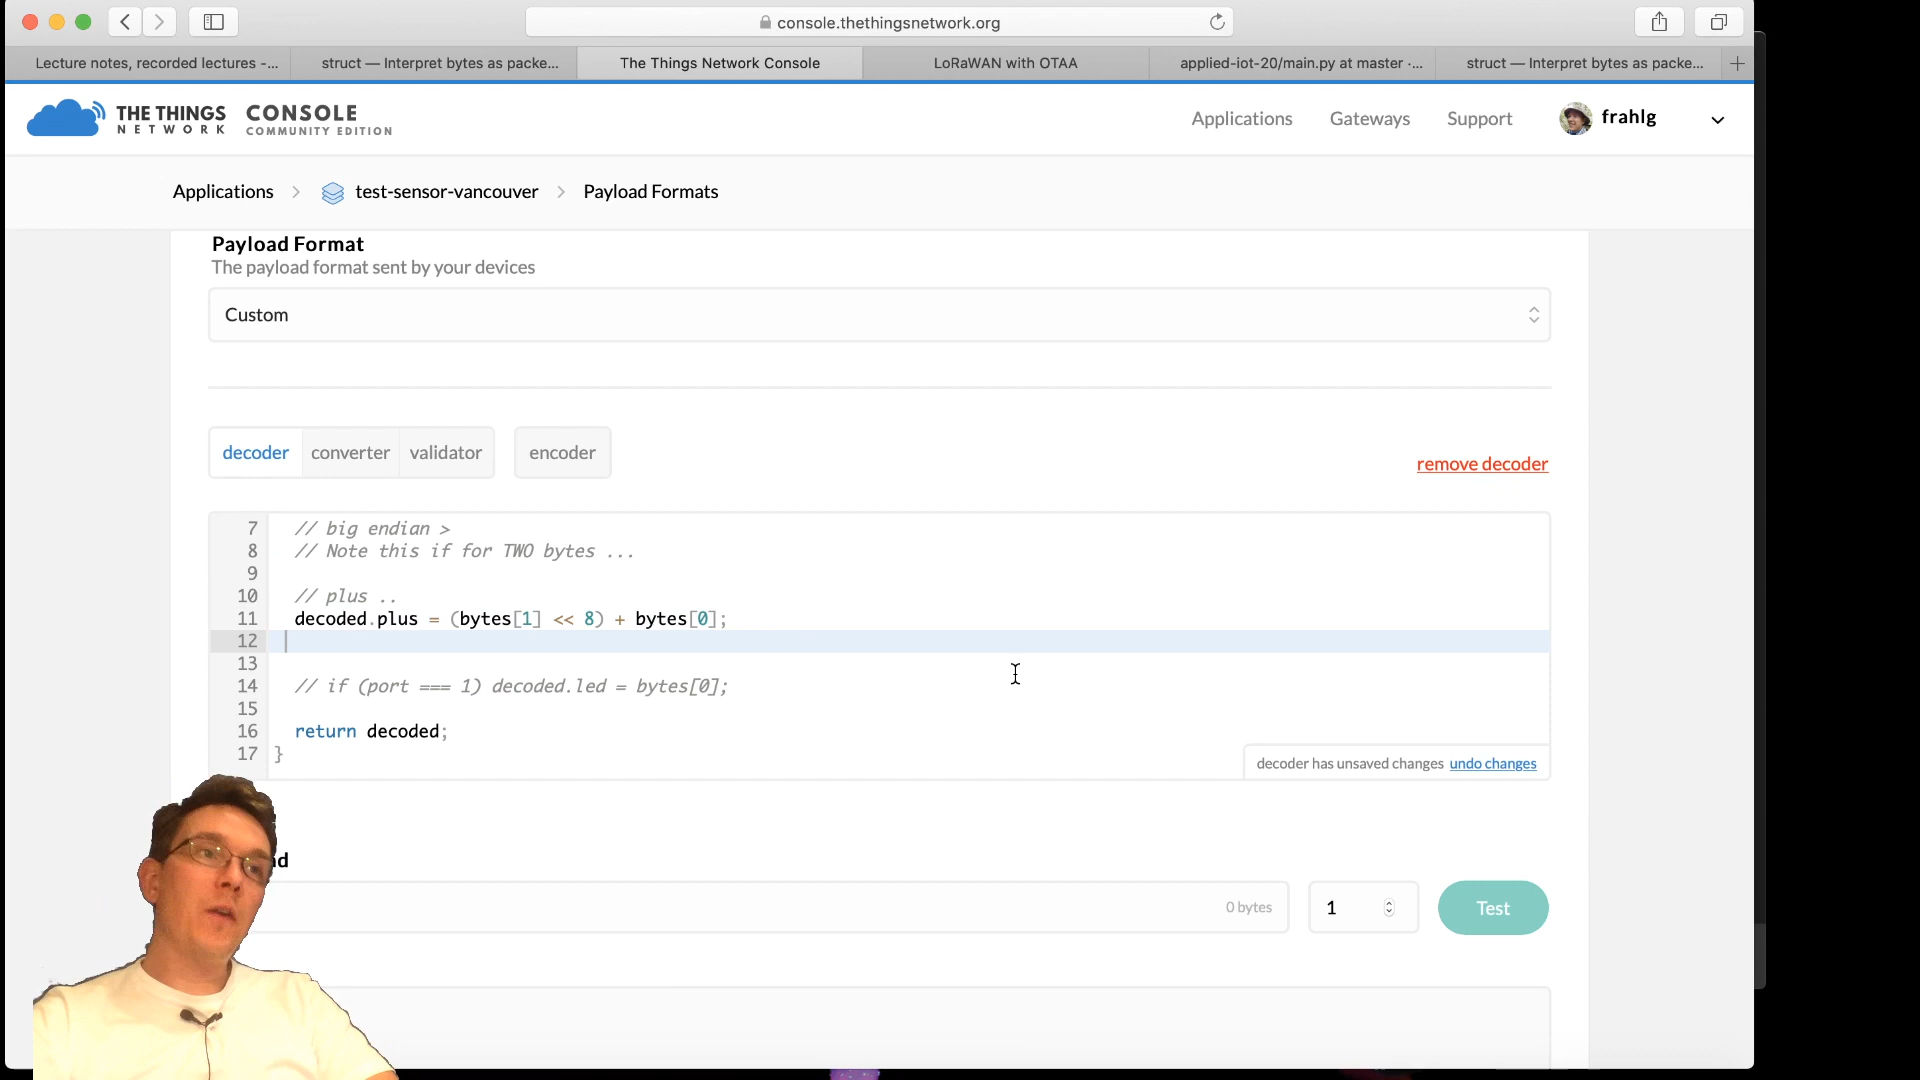 console.thethingsnetwork.org
Lecture notes, recorded lectures -...
struct — Interpret bytes as packe...
The Things Network Console
LoRaWAN with OTAA
applied-iot-20/main.py at master ·...
struct — Interpret bytes as packe...
THE THINGS
NETWORK
CONSOLE
COMMUNITY EDITION
Applications
Gateways
Support
frahlg
Applications
test-sensor-vancouver
Payload Formats
Payload Format
The payload format sent by your devices
Custom
decoder
converter
validator
encoder
remove decoder
7 // big endian >
8 // Note this if for TWO bytes ...
9
10 // plus ..
11 decoded.plus = (bytes[1] << 8) + bytes[0];
12
13
14 // if (port === 1) decoded.led = bytes[0];
15
16 return decoded;
17 }
decoder has unsaved changes undo changes
0 bytes
1
Test